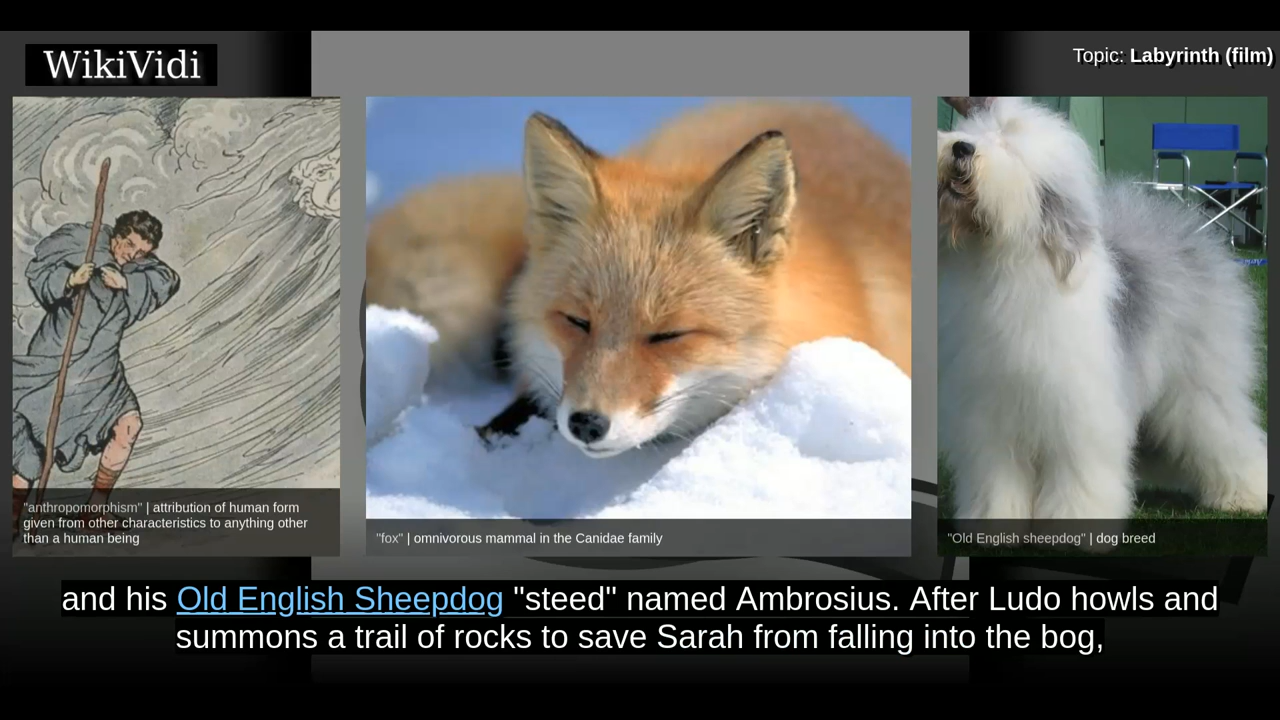 WikiVidi
Topic: Labyrinth (film)
"anthropomorphism" | attribution of human form
given from other characteristics to anything other
than a human being
"fox" | omnivorous mammal in the Canidae family
"Old English sheepdog" | dog breed
and his Old English Sheepdog "steed" named Ambrosius. After Ludo howls and
summons a trail of rocks to save Sarah from falling into the bog,